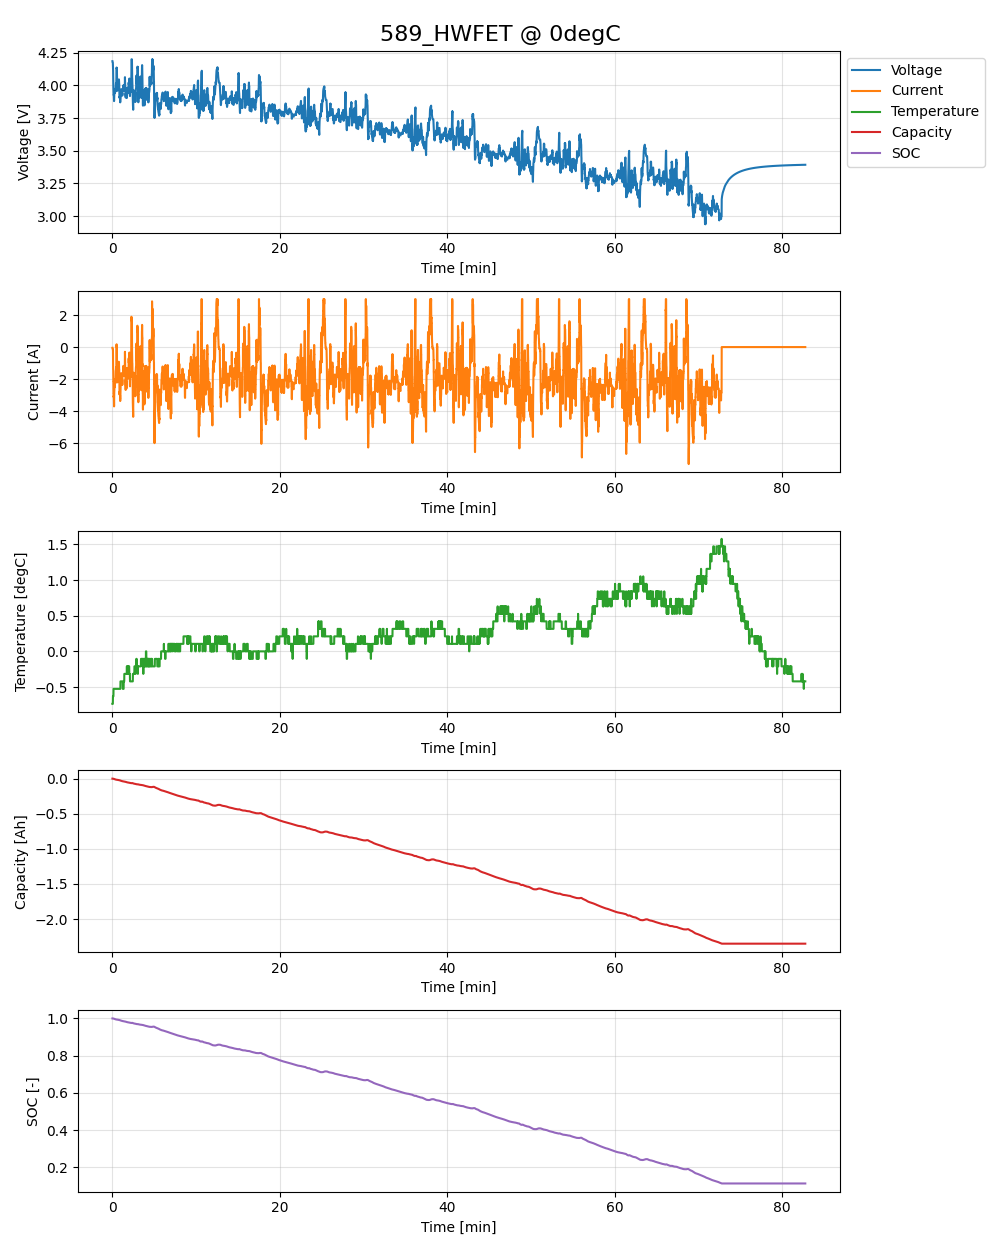 589_HWFET @ 0degC
4.25
4.00
3.75
3.50
3.25
3.00
Voltage [V]
0 20 40 60 80
Time [min]
Voltage
Current
Temperature
Capacity
SOC
2
0
−2
−4
−6
Current [A]
0 20 40 60 80
Time [min]
1.5
1.0
0.5
0.0
−0.5
Temperature [degC]
0 20 40 60 80
Time [min]
0.0
−0.5
−1.0
−1.5
−2.0
Capacity [Ah]
0 20 40 60 80
Time [min]
1.0
0.8
0.6
0.4
0.2
SOC [-]
0 20 40 60 80
Time [min]